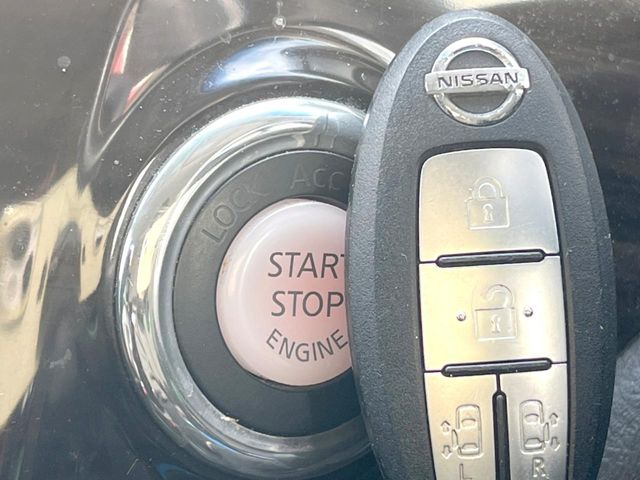 LOCK ACC
START
STOP
ENGINE
NISSAN
L R